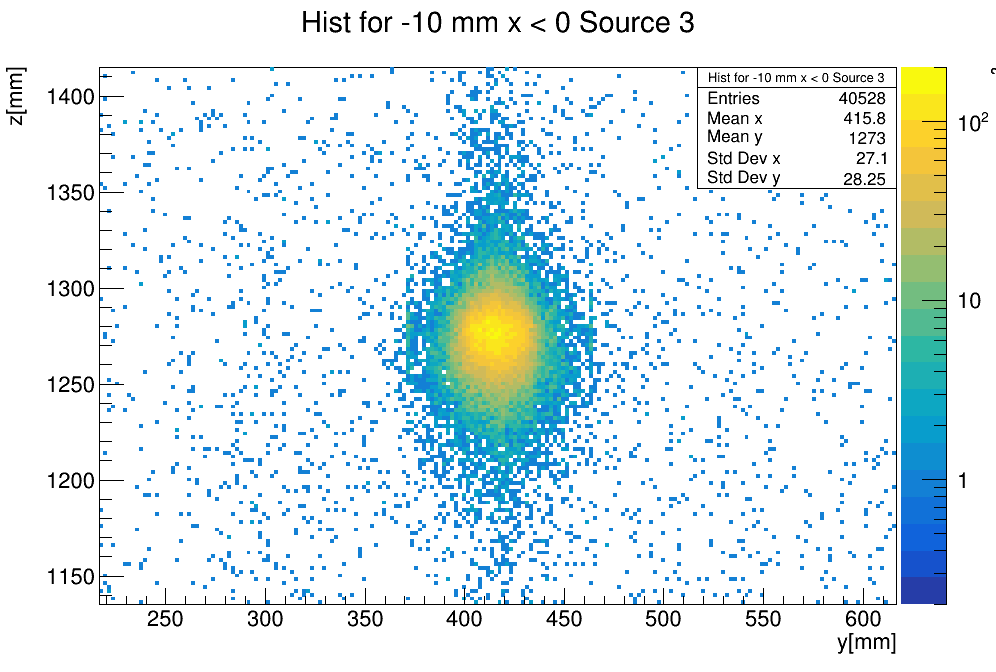 Hist for -10 mm x < 0 Source 3
z[mm]
1400
1350
1300
1250
1200
1150
250 300 350 400 450 500 550 600
y[mm]
Hist for -10 mm x < 0 Source 3
Entries 40528
Mean x 415.8
Mean y 1273
Std Dev x 27.1
Std Dev y 28.25
10²
10
1